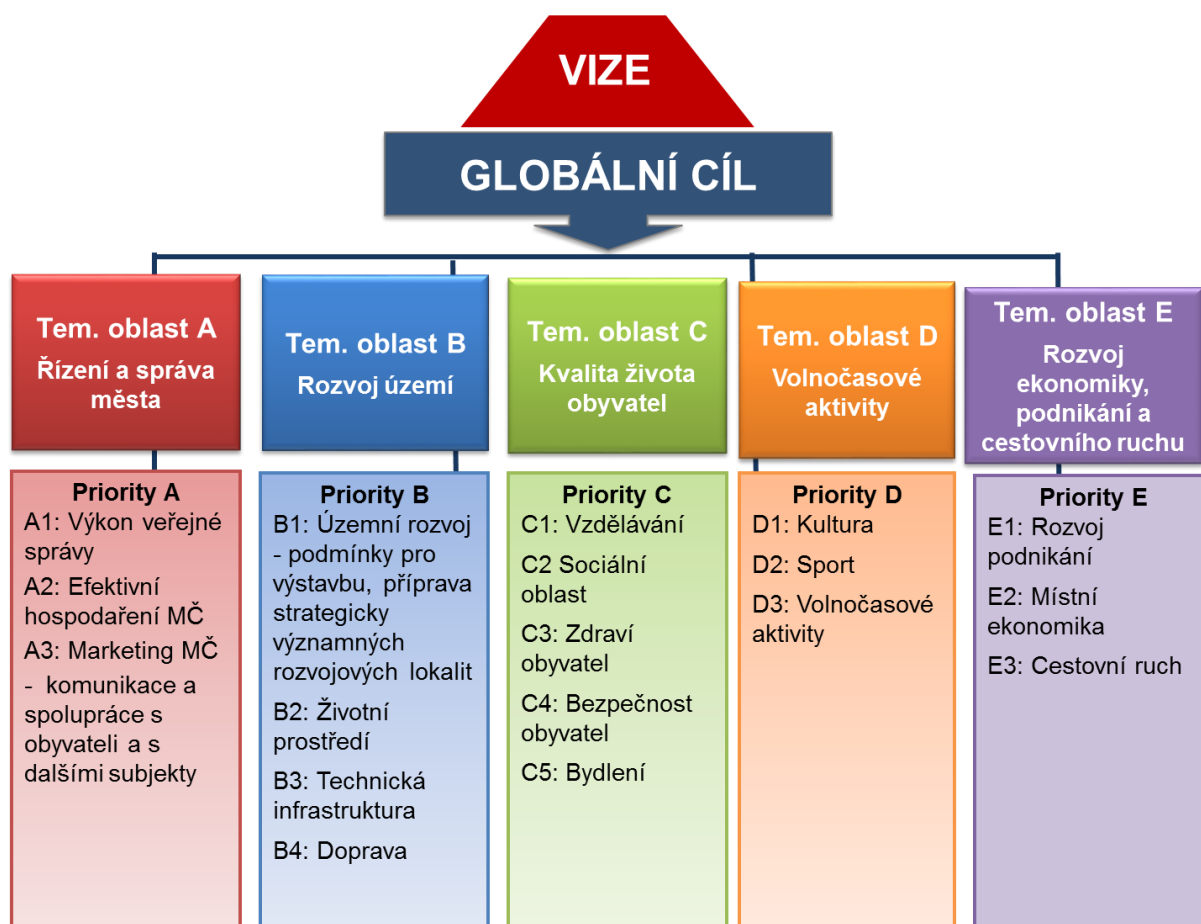 VIZE
GLOBÁLNÍ CÍL
Tem. oblast A
Řízení a správa
města
Tem. oblast B
Rozvoj území
Tem. oblast C
Kvalita života
obyvatel
Tem. oblast D
Volnočasové
aktivity
Tem. oblast E
Rozvoj
ekonomiky,
podnikání a
cestovního ruchu
Priority A
A1: Výkon veřejné
správy
A2: Efektivní
hospodaření MČ
A3: Marketing MČ
- komunikace a
spolupráce s
obyvateli a s
dalšími subjekty
Priority B
B1: Územní rozvoj
- podmínky pro
výstavbu, příprava
strategicky
významných
rozvojových lokalit
B2: Životní
prostředí
B3: Technická
infrastruktura
B4: Doprava
Priority C
C1: Vzdělávání
C2 Sociální
oblast
C3: Zdraví
obyvatel
C4: Bezpečnost
obyvatel
C5: Bydlení
Priority D
D1: Kultura
D2: Sport
D3: Volnočasové
aktivity
Priority E
E1: Rozvoj
podnikání
E2: Místní
ekonomika
E3: Cestovní ruch